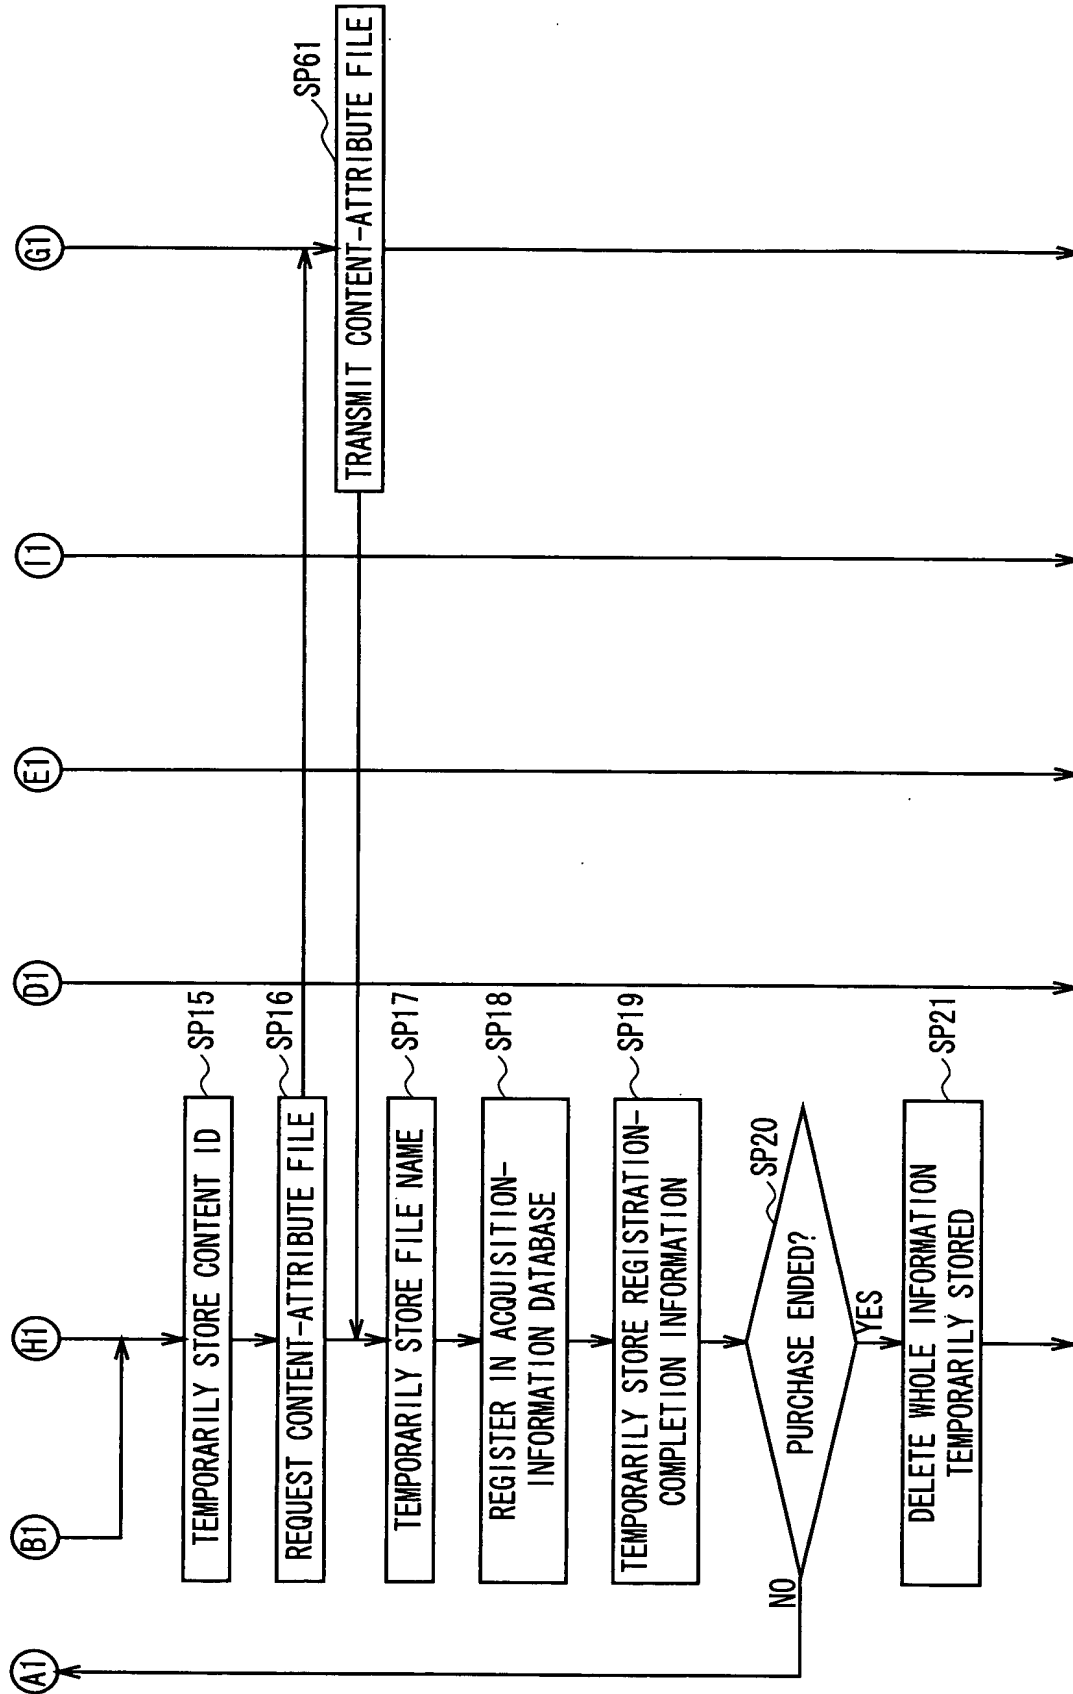 A1
B1
H1
D1
E1
I1
G1
TEMPORARILY STORE CONTENT ID
SP15
REQUEST CONTENT-ATTRIBUTE FILE
SP16
TRANSMIT CONTENT-ATTRIBUTE FILE
SP61
TEMPORARILY STORE FILE NAME
SP17
REGISTER IN ACQUISITION-
INFORMATION DATABASE
SP18
TEMPORARILY STORE REGISTRATION-
COMPLETION INFORMATION
SP19
PURCHASE ENDED?
SP20
NO
YES
DELETE WHOLE INFORMATION
TEMPORARILY STORED
SP21